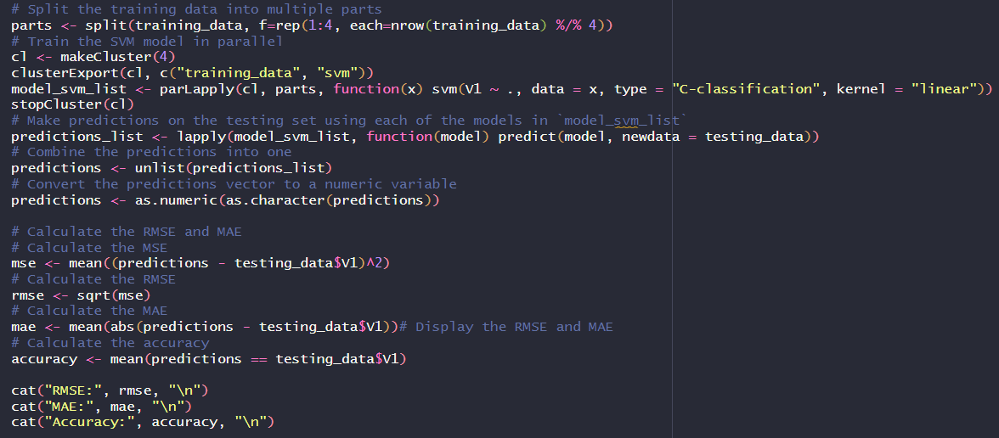 # Split the training data into multiple parts
parts <- split(training_data, f=rep(1:4, each=nrow(training_data) %/% 4))
# Train the SVM model in parallel
cl <- makeCluster(4)
clusterExport(cl, c("training_data", "svm"))
model_svm_list <- parLapply(cl, parts, function(x) svm(V1 ~ ., data = x, type = "C-classification", kernel = "linear"))
stopCluster(cl)
# Make predictions on the testing set using each of the models in `model_svm_list`
predictions_list <- lapply(model_svm_list, function(model) predict(model, newdata = testing_data))
# Combine the predictions into one
predictions <- unlist(predictions_list)
# Convert the predictions vector to a numeric variable
predictions <- as.numeric(as.character(predictions))
# Calculate the RMSE and MAE
# Calculate the MSE
mse <- mean((predictions - testing_data$V1)^2)
# Calculate the RMSE
rmse <- sqrt(mse)
# Calculate the MAE
mae <- mean(abs(predictions - testing_data$V1))# Display the RMSE and MAE
# Calculate the accuracy
accuracy <- mean(predictions == testing_data$V1)
cat("RMSE:", rmse, "\n")
cat("MAE:", mae, "\n")
cat("Accuracy:", accuracy, "\n")